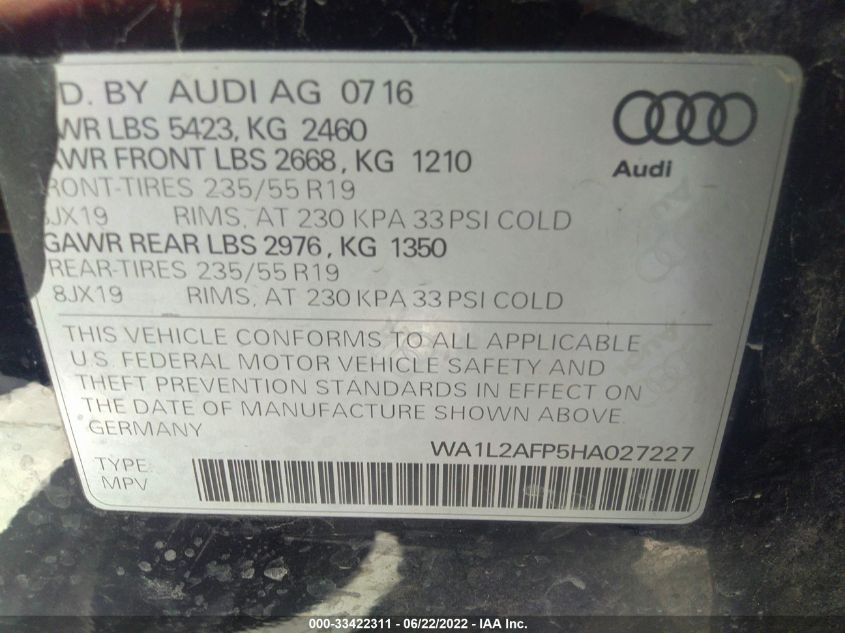 D. BY AUDI AG 0716
WR LBS 5423, KG 2460
AWR FRONT LBS 2668, KG 1210
RONT-TIRES 235/55 R19
8JX19 RIMS, AT 230 KPA 33 PSI COLD
GAWR REAR LBS 2976, KG 1350
REAR-TIRES 235/55 R19
8JX19 RIMS, AT 230 KPA 33 PSI COLD
Audi
THIS VEHICLE CONFORMS TO ALL APPLICABLE
U.S. FEDERAL MOTOR VEHICLE SAFETY AND
THEFT PREVENTION STANDARDS IN EFFECT ON
THE DATE OF MANUFACTURE SHOWN ABOVE.
GERMANY
WA1L2AFP5HA027227
TYPE:
MPV
000-33422311 - 06/22/2022 - IAA Inc.